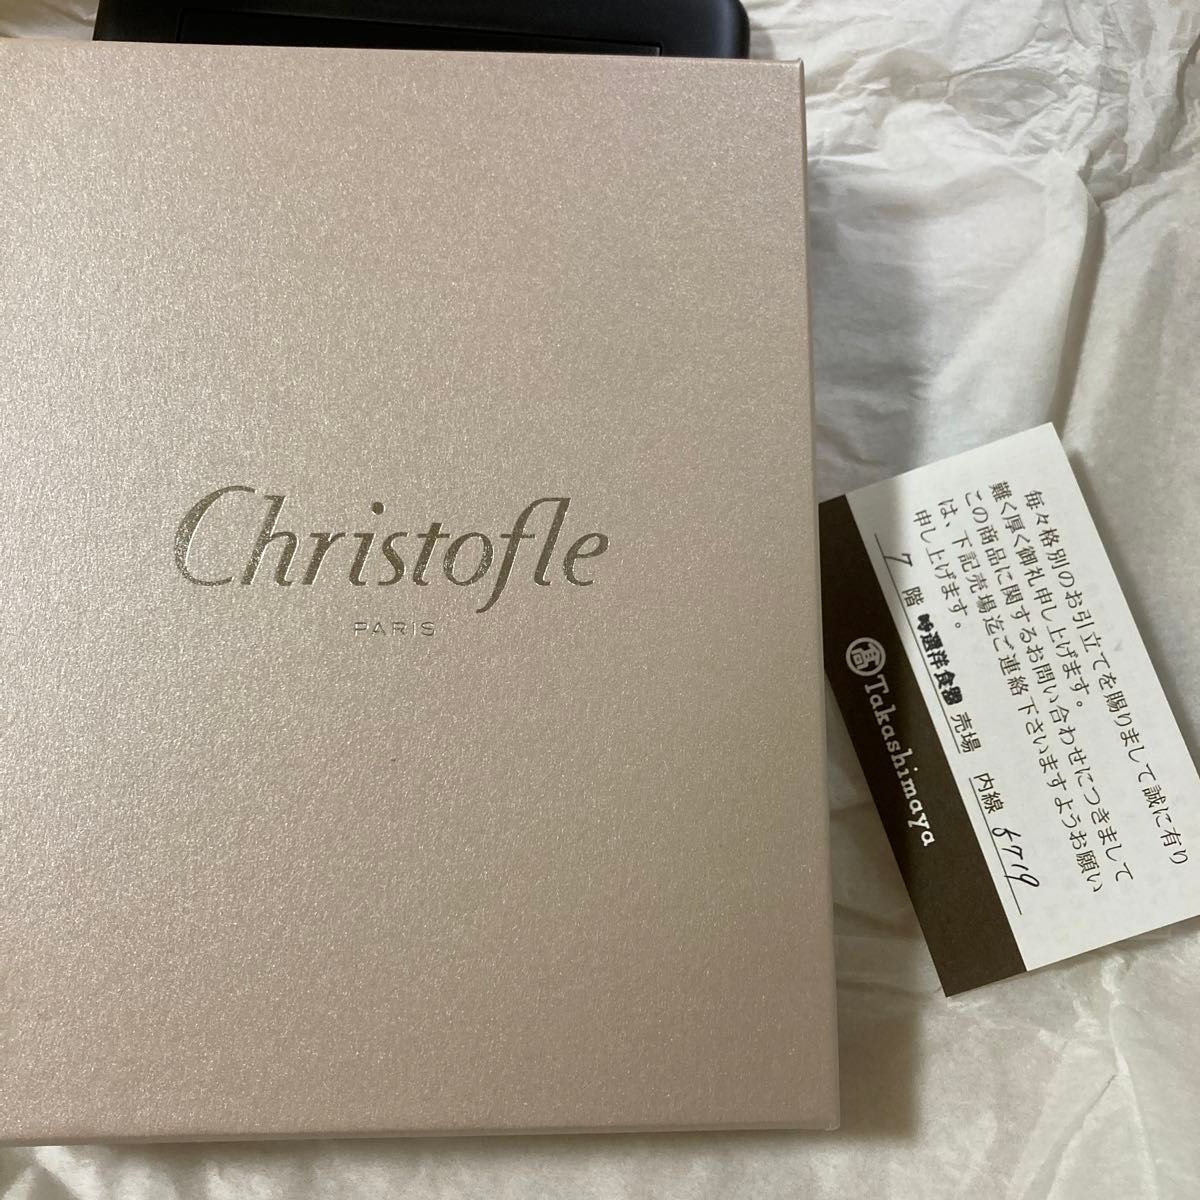 Christofle
PARIS
毎々格別のお引立てを賜りまして誠に有り
難く厚く御礼申し上げます。
この商品に関するお問い合わせにつきまして
は、下記売場迄ご連絡下さいますようお願い
申し上げます。
7 階 特選洋食器 売場 内線 6719
髙 Takashimaya